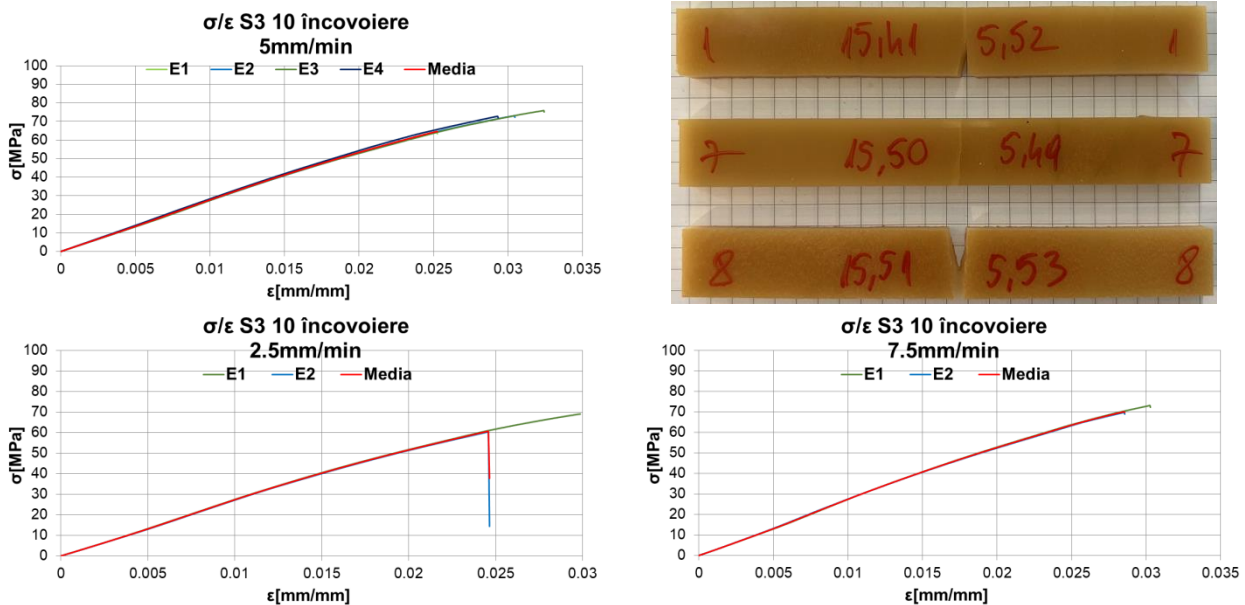 σ/ε S3 10 încovoiere
5mm/min
E1 E2 E3 E4 Media
100
90
80
70
60
50
40
30
20
10
0
σ[MPa]
0 0.005 0.01 0.015 0.02 0.025 0.03 0.035
ε[mm/mm]
1 15,41 5,52 1
7 15,50 5,49 7
8 15,51 5,53 8
σ/ε S3 10 încovoiere
2.5mm/min
E1 E2 Media
100
90
80
70
60
50
40
30
20
10
0
σ[MPa]
0 0.005 0.01 0.015 0.02 0.025 0.03
ε[mm/mm]
σ/ε S3 10 încovoiere
7.5mm/min
E1 E2 Media
100
90
80
70
60
50
40
30
20
10
0
σ[MPa]
0 0.005 0.01 0.015 0.02 0.025 0.03 0.035
ε[mm/mm]